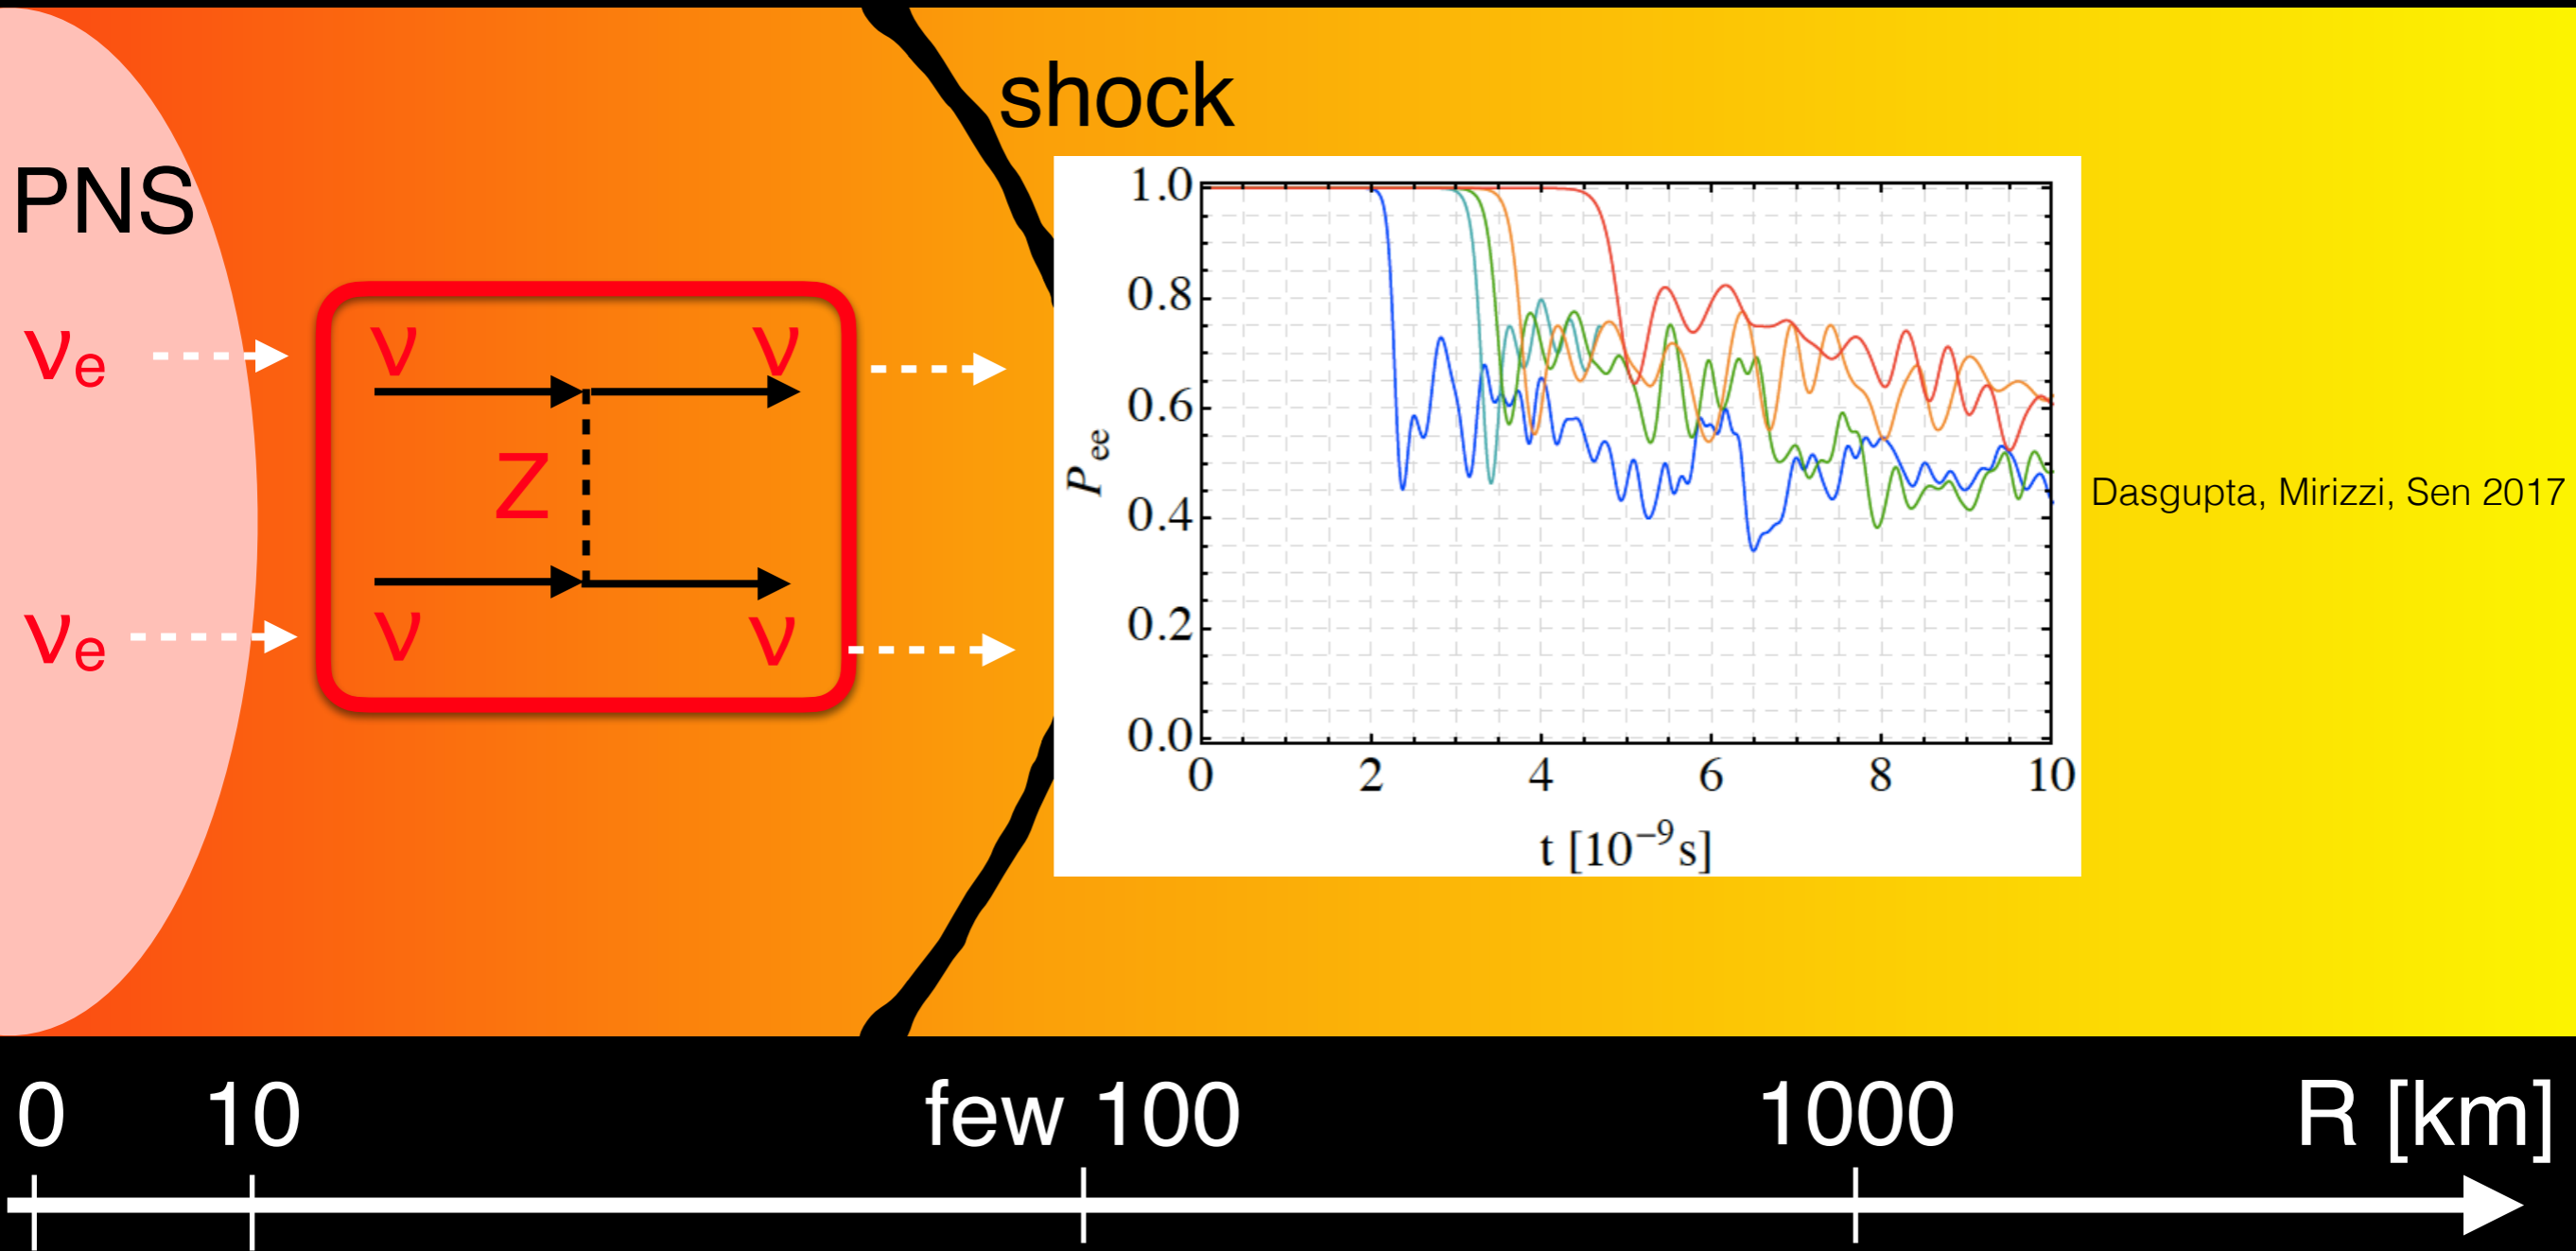 shock
PNS
νe
ν
ν
Z
νe
ν
ν
1.0
0.8
0.6
0.4
0.2
0.0
Pee
0 2 4 6 8 10
t [10⁻⁹s]
Dasgupta, Mirizzi, Sen 2017
0 10 few 100 1000 R [km]